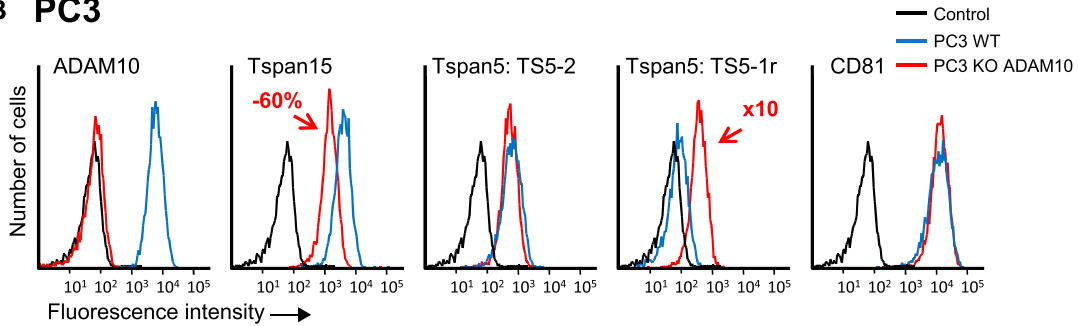 B PC3
Control
PC3 WT
PC3 KO ADAM10
ADAM10
Tspan15
Tspan5: TS5-2
Tspan5: TS5-1r
CD81
-60%
x10
Number of cells
10¹ 10² 10³ 10⁴ 10⁵
10¹ 10² 10³ 10⁴ 10⁵
10¹ 10² 10³ 10⁴ 10⁵
10¹ 10² 10³ 10⁴ 10⁵
10¹ 10² 10³ 10⁴ 10⁵
Fluorescence intensity